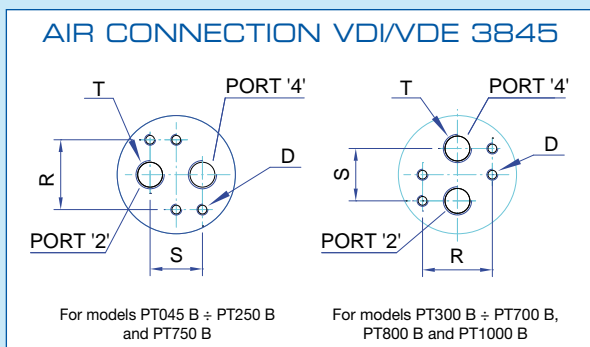 AIR CONNECTION VDI/VDE 3845
T
PORT '4'
R
D
PORT '2'
S
For models PT045 B ÷ PT250 B
and PT750 B
T
PORT '4'
S
D
PORT '2'
R
For models PT300 B ÷ PT700 B,
PT800 B and PT1000 B